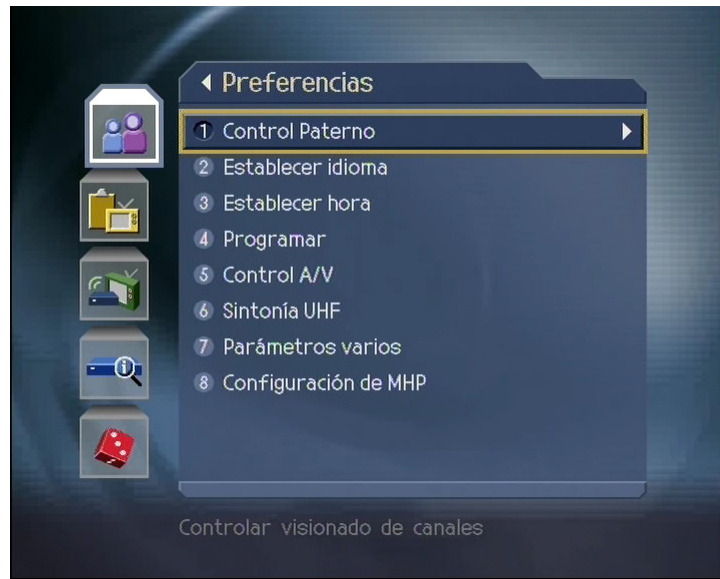 Preferencias
1 Control Paterno
2 Establecer idioma
3 Establecer hora
4 Programar
5 Control A/V
6 Sintonía UHF
7 Parámetros varios
8 Configuración de MHP
Controlar visionado de canales